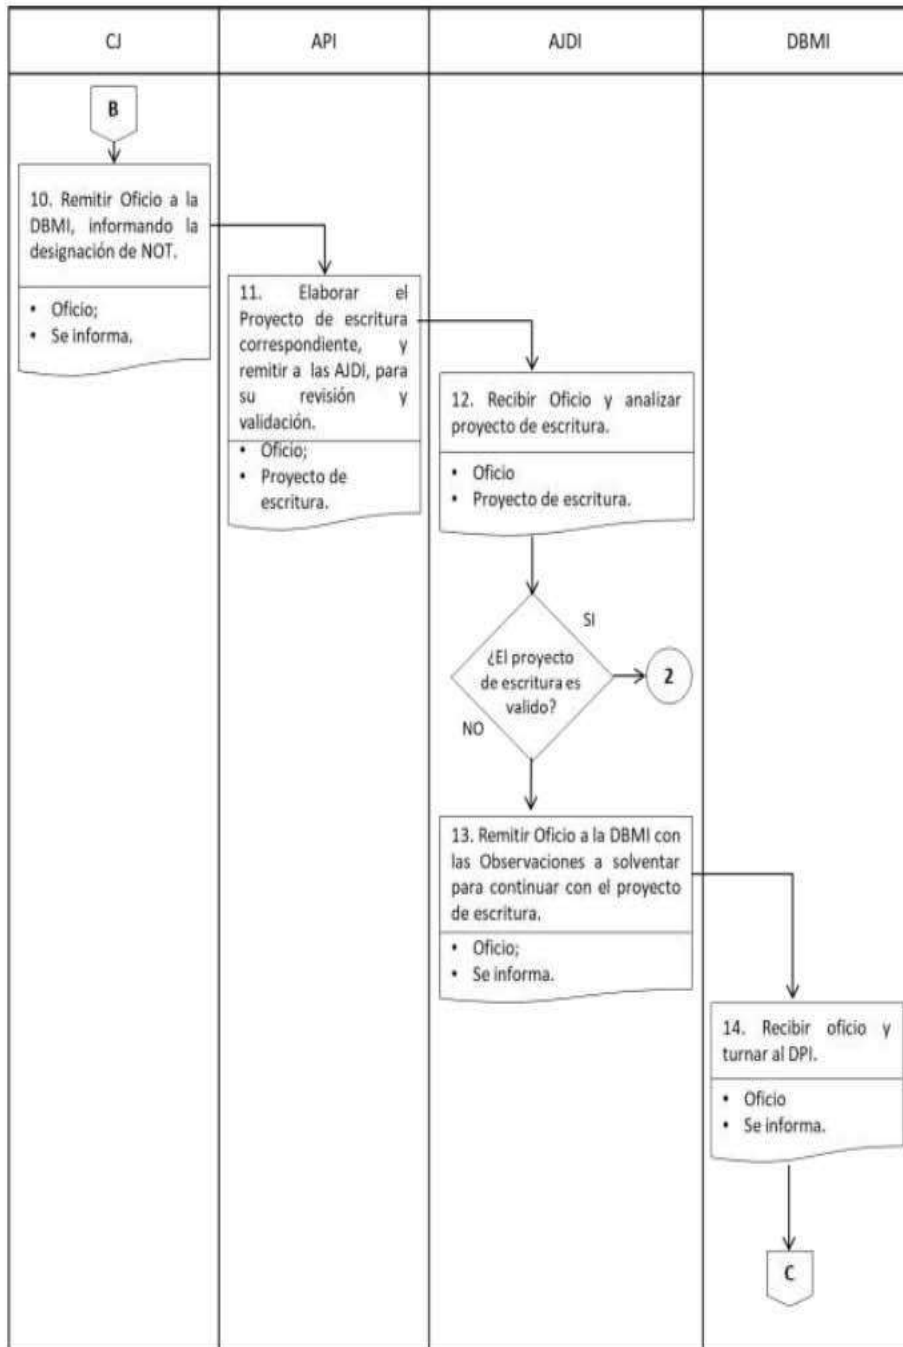 CJ
API
AJDI
DBMI
B
10. Remitir Oficio a la
DBMI, informando la
designación de NOT.
• Oficio;
• Se informa.
11. Elaborar el
Proyecto de escritura
correspondiente, y
remitir a las AJDI, para
su revisión y
validación.
• Oficio;
• Proyecto de
escritura.
12. Recibir Oficio y analizar
proyecto de escritura.
• Oficio
• Proyecto de escritura.
SI
¿El proyecto
de escritura es
valido?
2
NO
13. Remitir Oficio a la DBMI con
las Observaciones a solventar
para continuar con el proyecto
de escritura.
• Oficio;
• Se informa.
14. Recibir oficio y
turnar al DPI.
• Oficio
• Se informa.
C